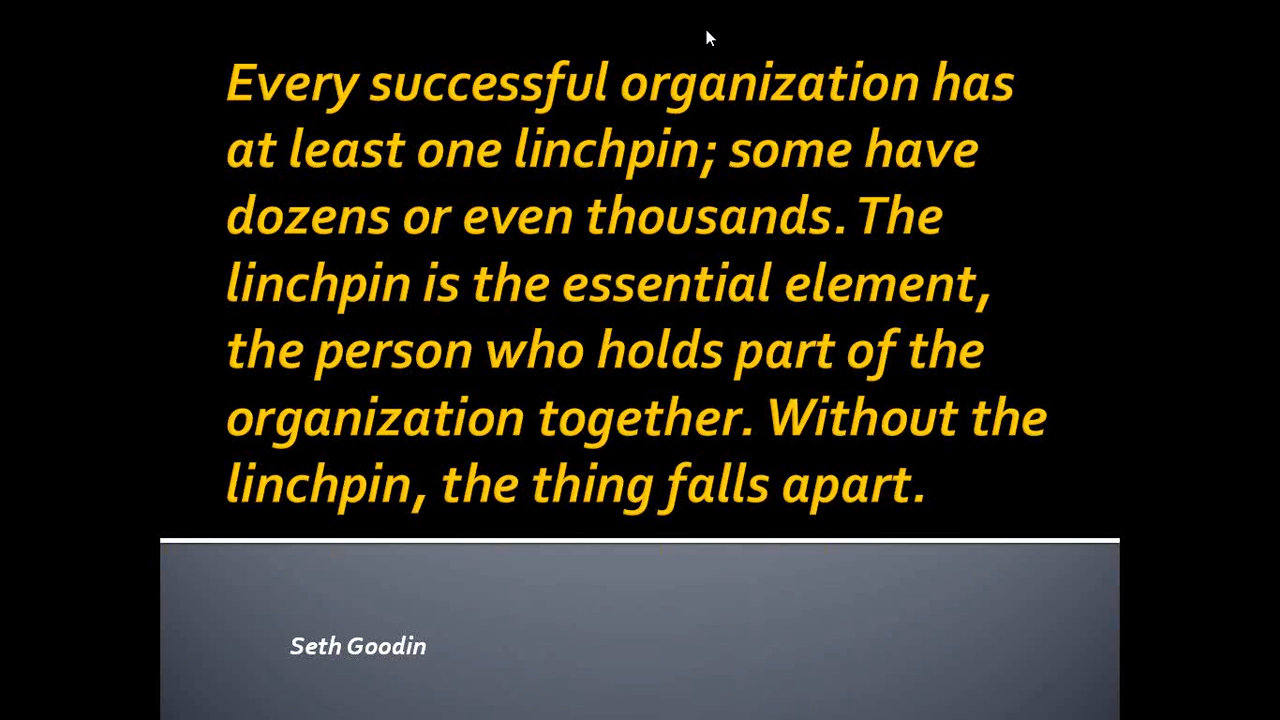 Every successful organization has
at least one linchpin; some have
dozens or even thousands. The
linchpin is the essential element,
the person who holds part of the
organization together. Without the
linchpin, the thing falls apart.
Seth Goodin